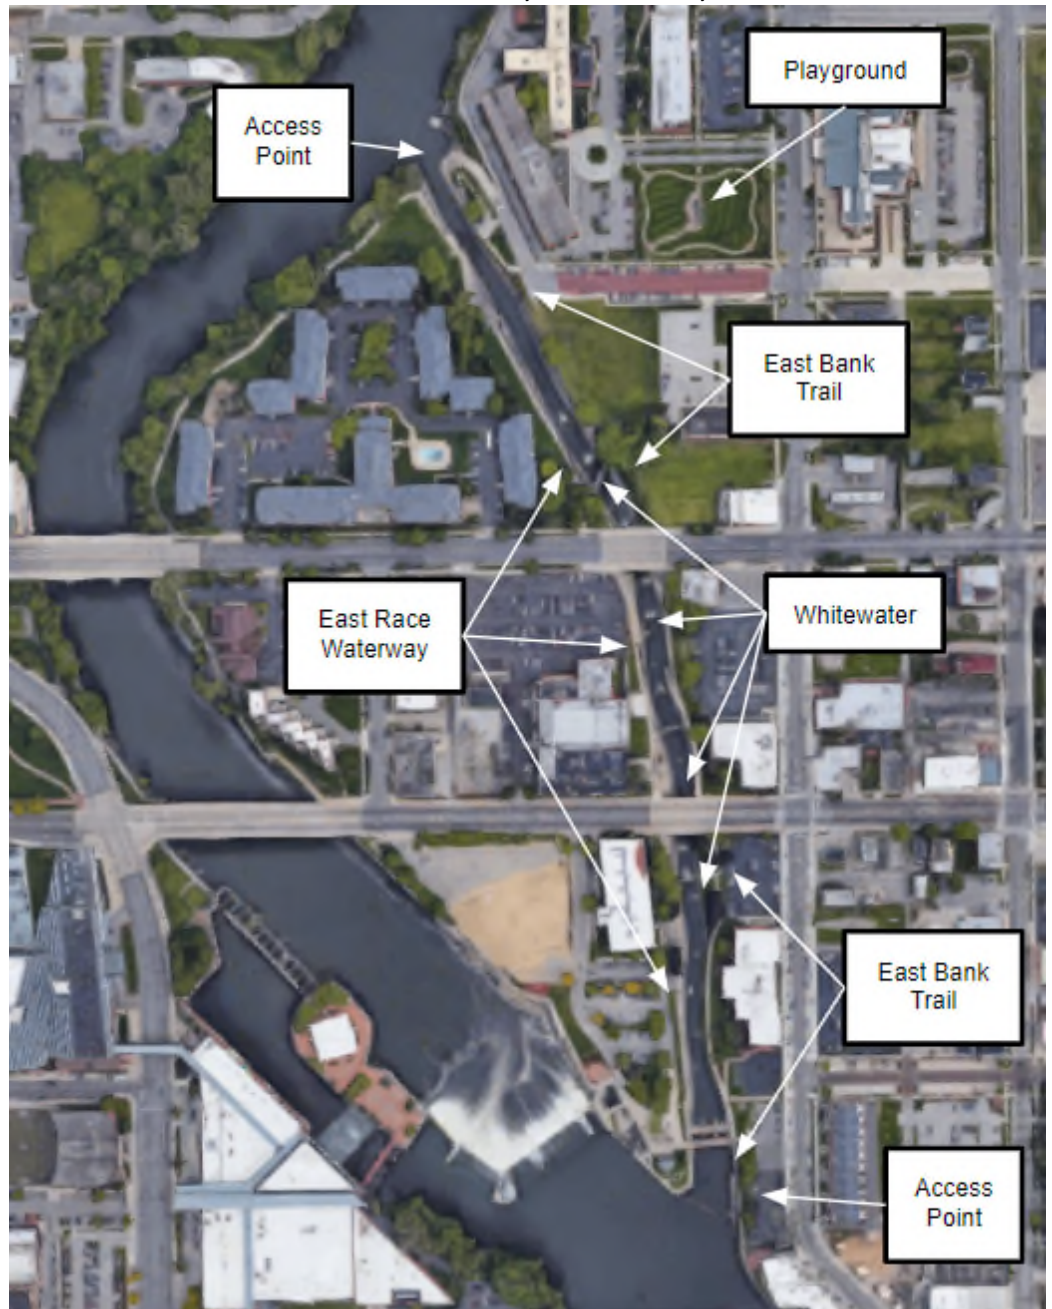 Playground
Access
Point
East Bank
Trail
East Race
Waterway
Whitewater
East Bank
Trail
Access
Point